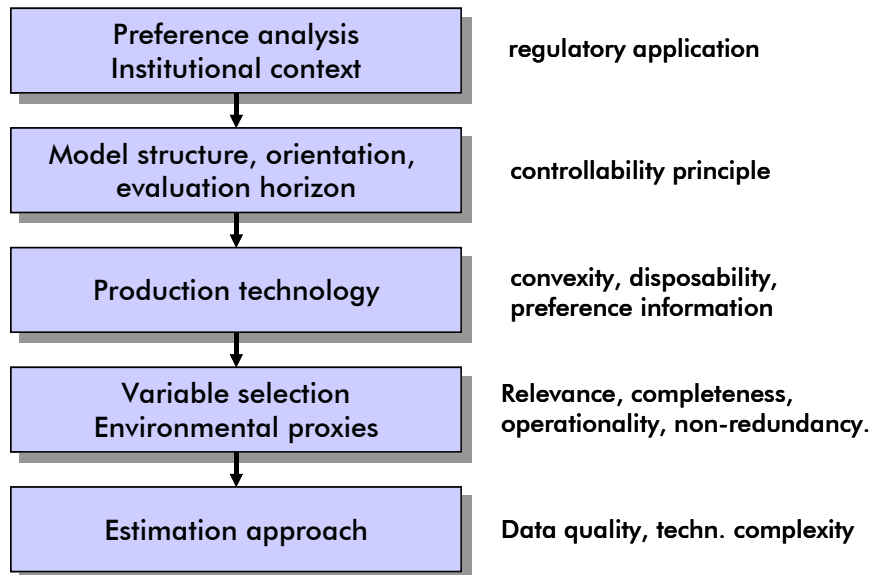 Preference analysis
Institutional context
regulatory application
Model structure, orientation,
evaluation horizon
controllability principle
Production technology
convexity, disposability,
preference information
Variable selection
Environmental proxies
Relevance, completeness,
operationality, non-redundancy.
Estimation approach
Data quality, techn. complexity